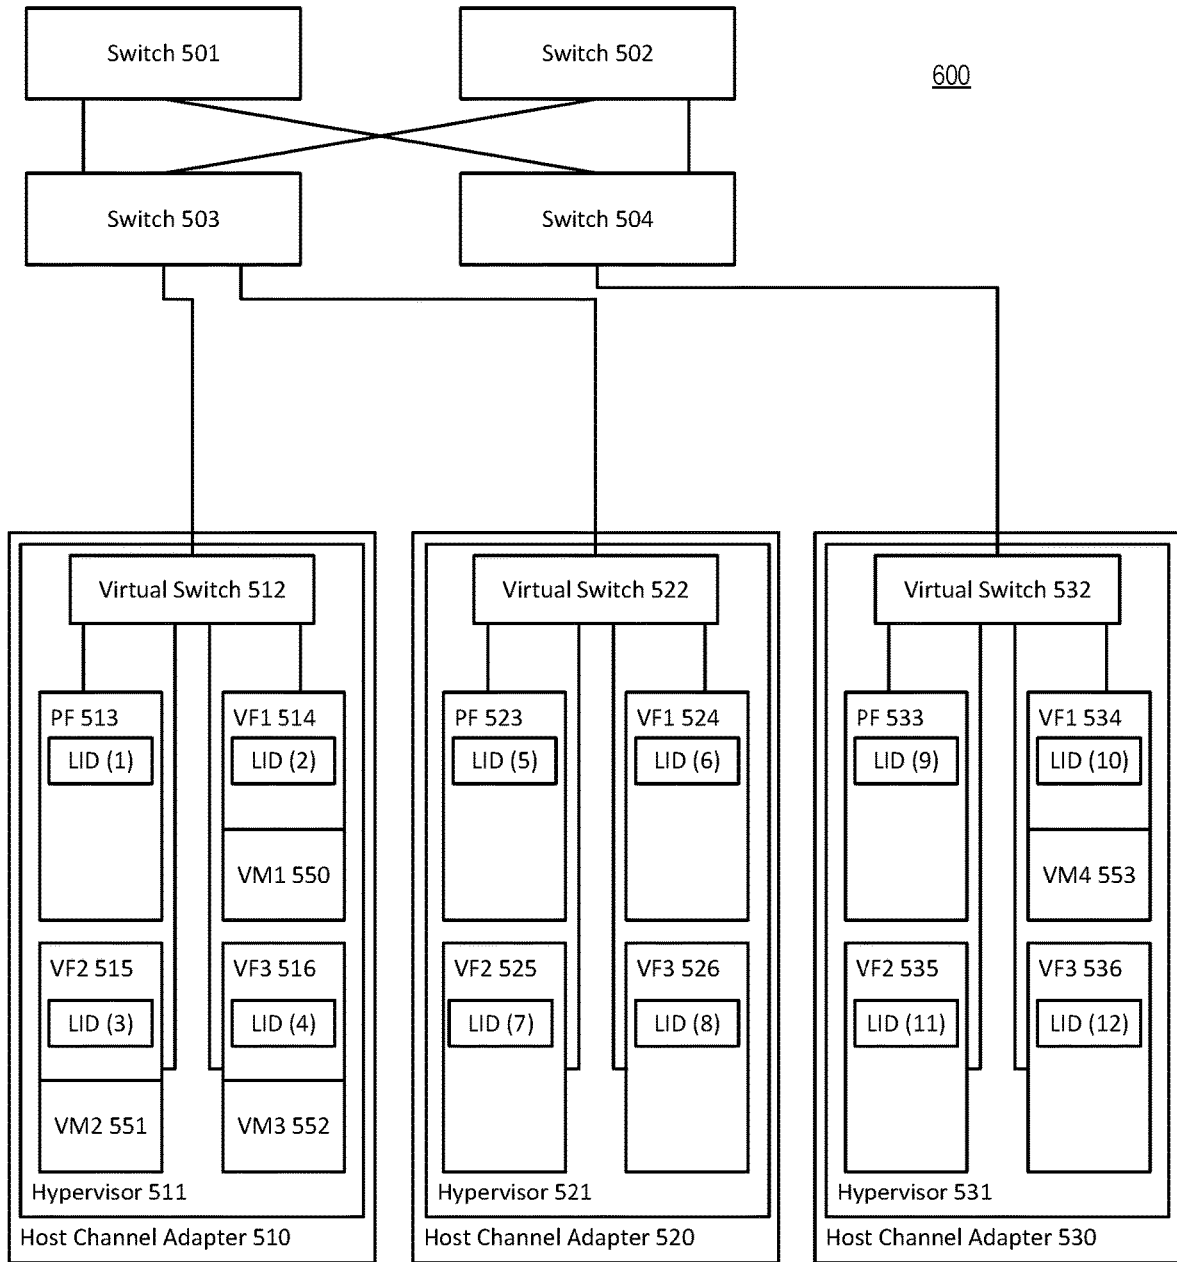 Switch 501
Switch 502
600
Switch 503
Switch 504
Virtual Switch 512
Virtual Switch 522
Virtual Switch 532
PF 513
LID (1)
VF1 514
LID (2)
VM1 550
VF2 515
LID (3)
VM2 551
VF3 516
LID (4)
VM3 552
Hypervisor 511
Host Channel Adapter 510
PF 523
LID (5)
VF1 524
LID (6)
VF2 525
LID (7)
VF3 526
LID (8)
Hypervisor 521
Host Channel Adapter 520
PF 533
LID (9)
VF1 534
LID (10)
VM4 553
VF2 535
LID (11)
VF3 536
LID (12)
Hypervisor 531
Host Channel Adapter 530